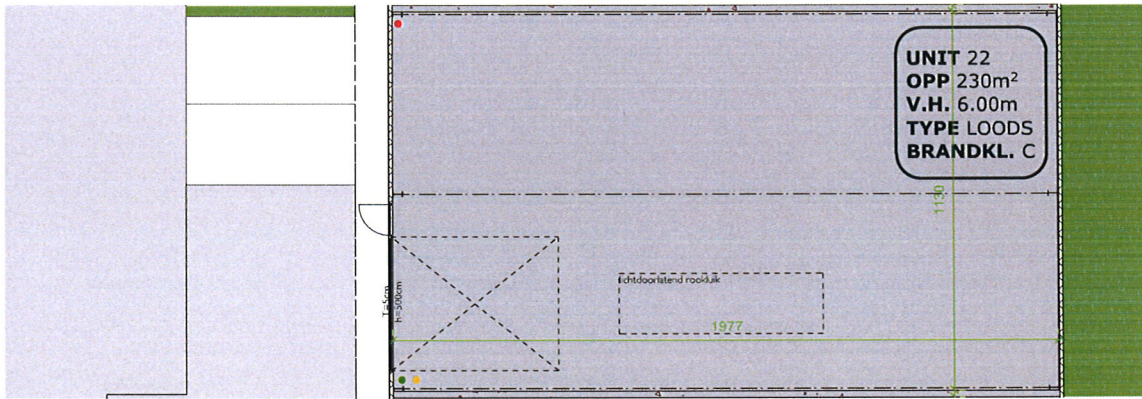 UNIT 22
OPP 230m²
V.H. 6.00m
TYPE LOODS
BRANDKL. C
1130
lichtdoorlatend rookluik
T=5cm
h=500cm
1977